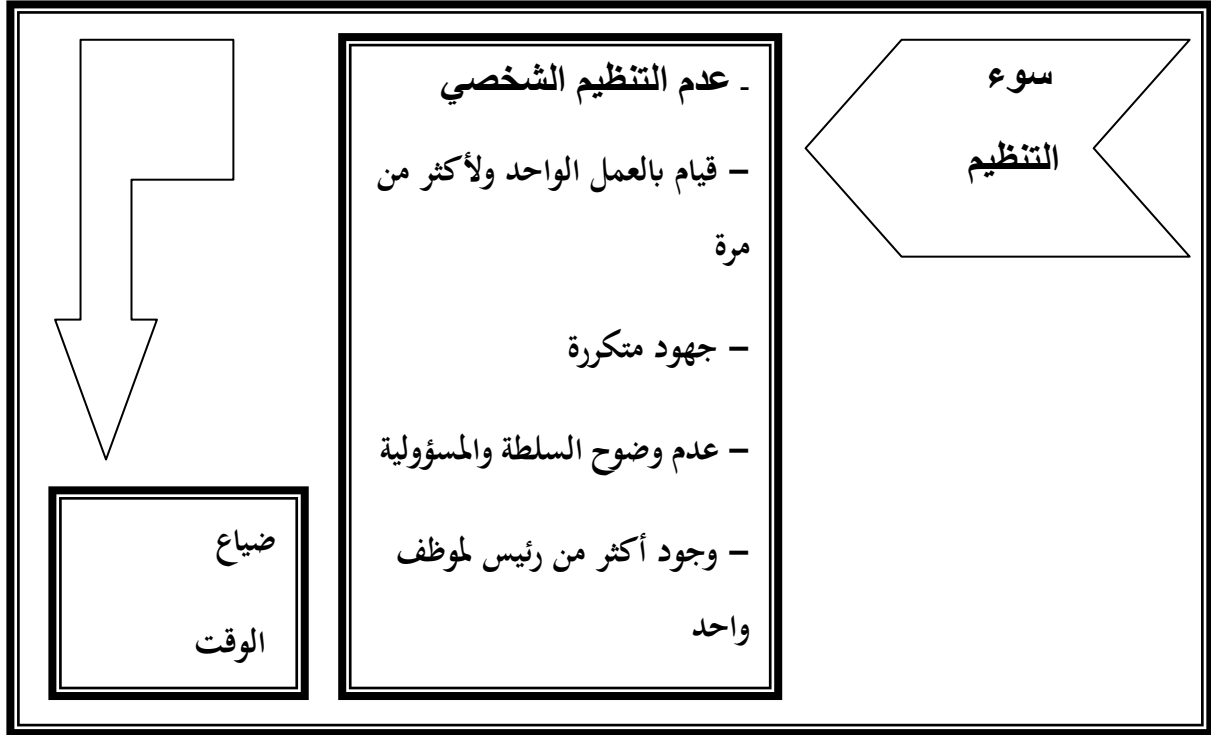 سوء
التنظيم
- عدم التنظيم الشخصي
– قيام بالعمل الواحد ولأكثر من
مرة
– جهود متكررة
– عدم وضوح السلطة والمسؤولية
– وجود أكثر من رئيس لموظف
واحد
ضياع
الوقت